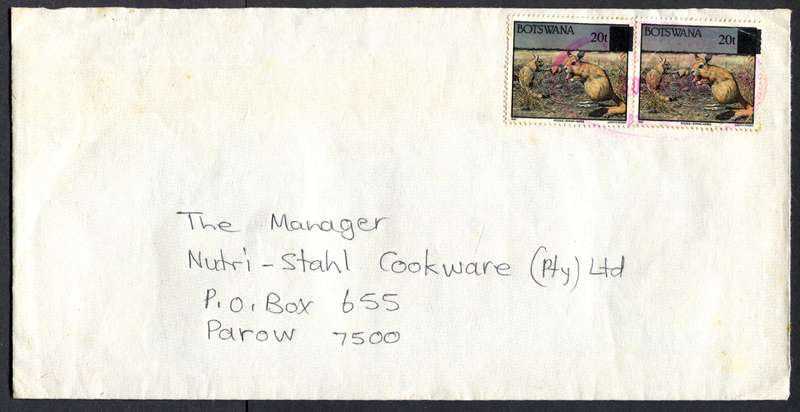 BOTSWANA 20t
BOTSWANA 20t
The Manager
Nutri-Stahl Cookware (Pty) Ltd
P.O. Box 655
Parow 7500